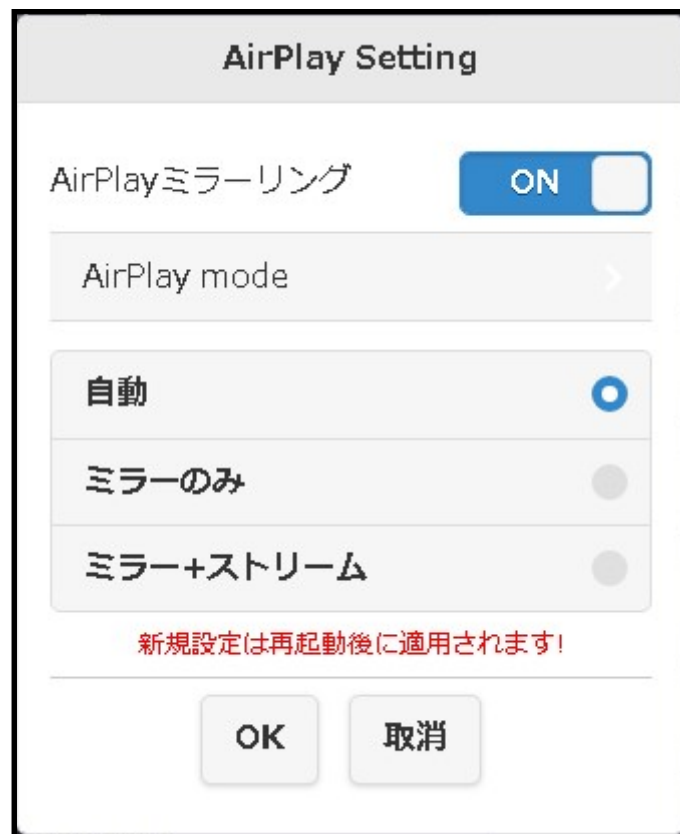 AirPlay Setting
AirPlayミラーリング ON
AirPlay mode
自動
ミラーのみ
ミラー+ストリーム
新規設定は再起動後に適用されます!
OK 取消